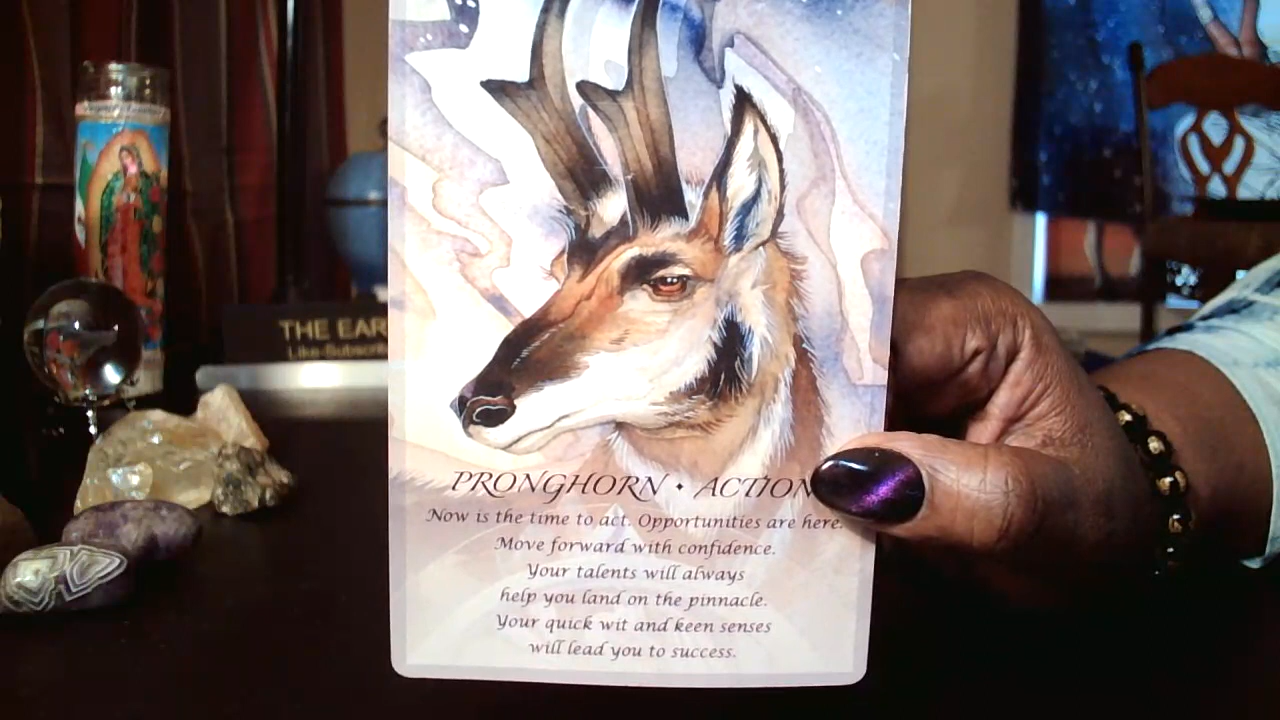 THE EAR
Like-Subscri
PRONGHORN • ACTION
Now is the time to act. Opportunities are here.
Move forward with confidence.
Your talents will always
help you land on the pinnacle.
Your quick wit and keen senses
will lead you to success.